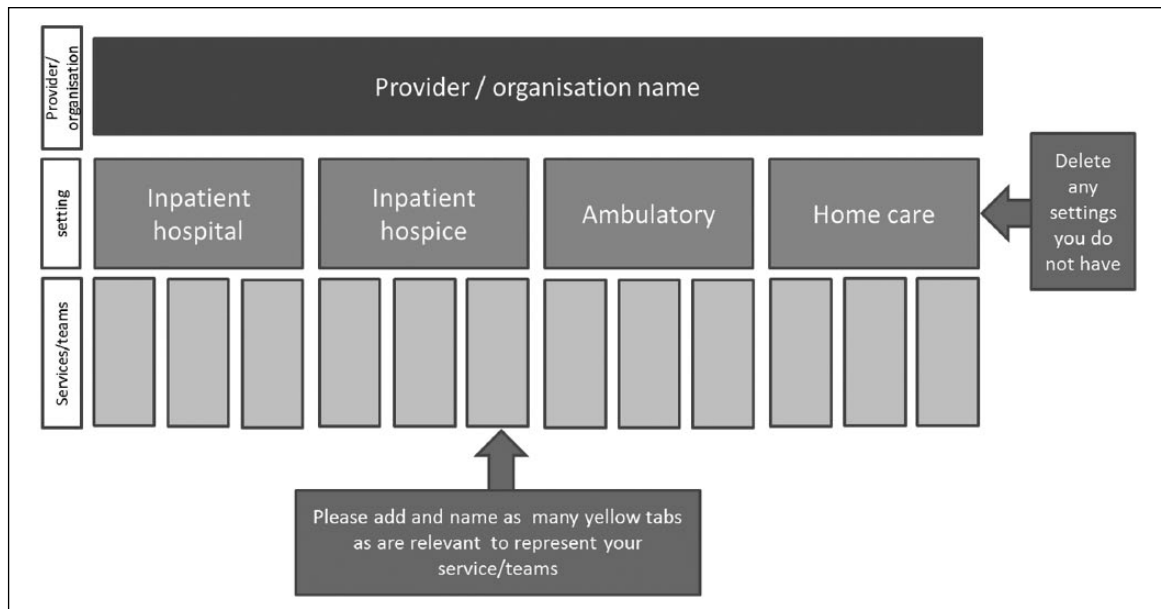 Provider/
organisation
Provider / organisation name
setting
Inpatient
hospital
Inpatient
hospice
Ambulatory
Home care
Delete
any
settings
you do
not have
Services/teams
Please add and name as many yellow tabs
as are relevant to represent your
service/teams